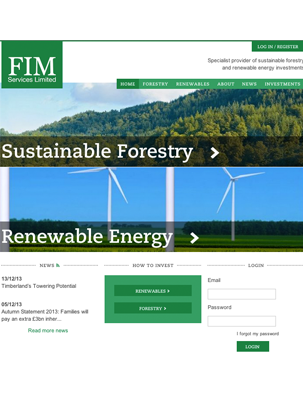 LOG IN / REGISTER
FIM
Services Limited
Specialist provider of sustainable forestry
and renewable energy investments
HOME FORESTRY RENEWABLES ABOUT NEWS INVESTMENTS
Sustainable Forestry
Renewable Energy
NEWS
13/12/13
Timberland's Towering Potential
05/12/13
Autumn Statement 2013: Families will
pay an extra £3bn inher...
Read more news
HOW TO INVEST
RENEWABLES
FORESTRY
LOGIN
Email
Password
I forgot my password
LOGIN